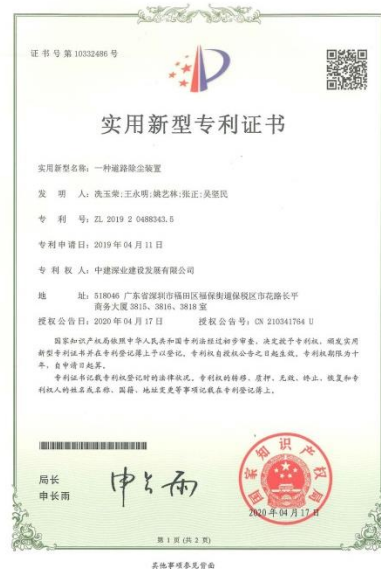 证书号第10332486号
实用新型专利证书
实用新型名称：一种道路除尘装置
发 明 人：冼玉荣;王永明;姚艺林;张正;吴坚民
专 利 号：ZL 2019 2 0488343.5
专利申请日：2019年04月11日
专 利 权 人：中建深业建设发展有限公司
地 址：518046 广东省深圳市福田区福保街道保税区市花路长平
商务大厦3815、3816、3818室
授权公告日：2020年04月17日 授权公告号：CN 210341764 U
国家知识产权局依照中华人民共和国专利法经过初步审查，决定授予专利权，颁发实用
新型专利证书并在专利登记簿上予以登记。专利权自授权公告之日起生效。专利权期限为十
年，自申请日起算。
专利证书记载专利权登记时的法律状况。专利权的转移、质押、无效、终止、恢复和专
利权人的姓名或名称、国籍、地址变更等事项记载在专利登记簿上。
局长
申长雨
申长雨
国家知识产权局
2020年04月17日
第 1 页 (共 2 页)
其他事项参见背面